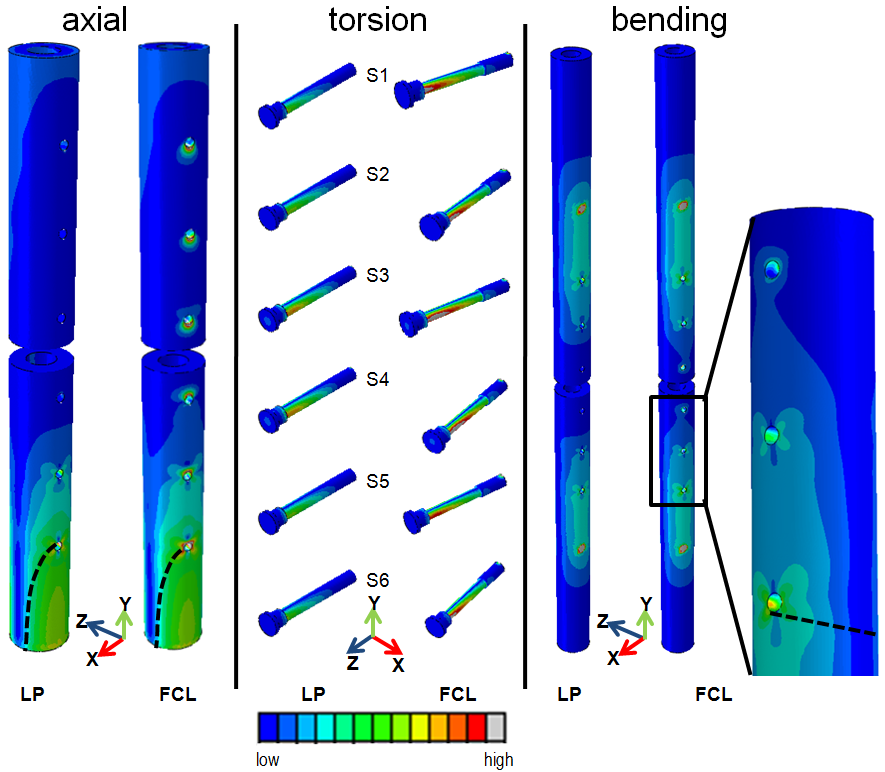 axial
torsion
bending
S1
S2
S3
S4
S5
S6
Z
Y
X
Y
Z
X
Z
Y
X
LP
FCL
LP
FCL
LP
FCL
low
high